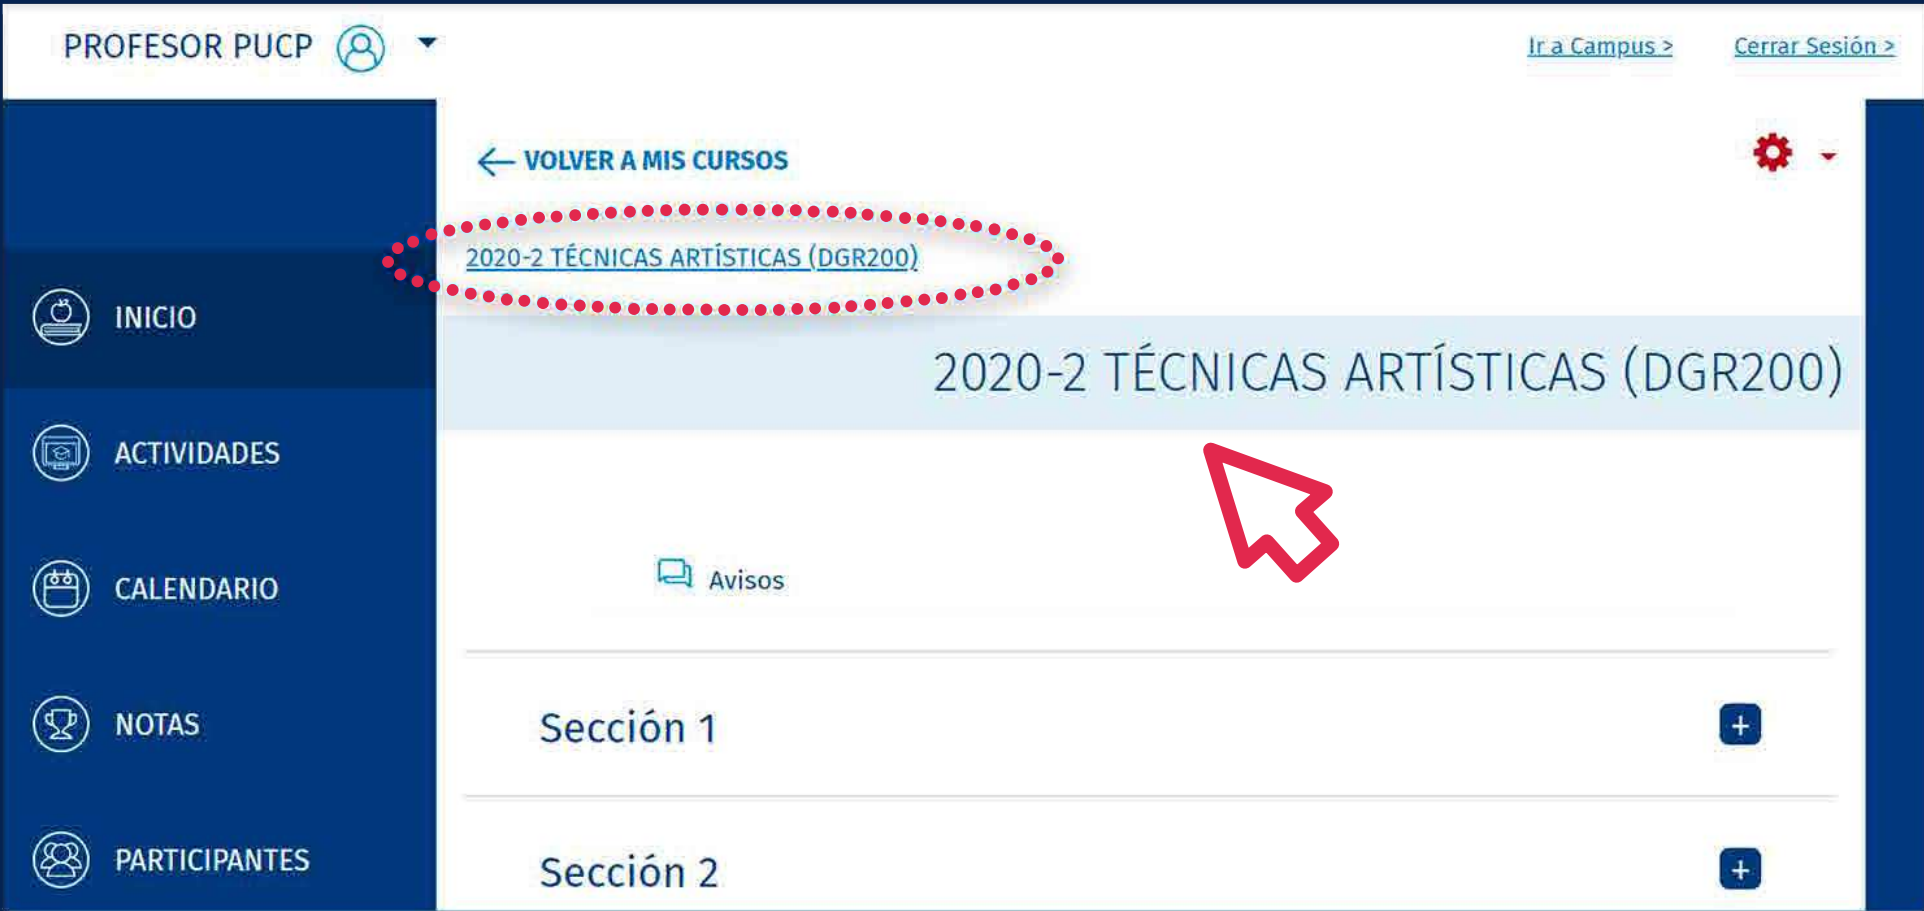 PROFESOR PUCP
Ir a Campus >
Cerrar Sesión >
VOLVER A MIS CURSOS
2020-2 TÉCNICAS ARTÍSTICAS (DGR200)
2020-2 TÉCNICAS ARTÍSTICAS (DGR200)
INICIO
ACTIVIDADES
CALENDARIO
NOTAS
PARTICIPANTES
Avisos
Sección 1
Sección 2